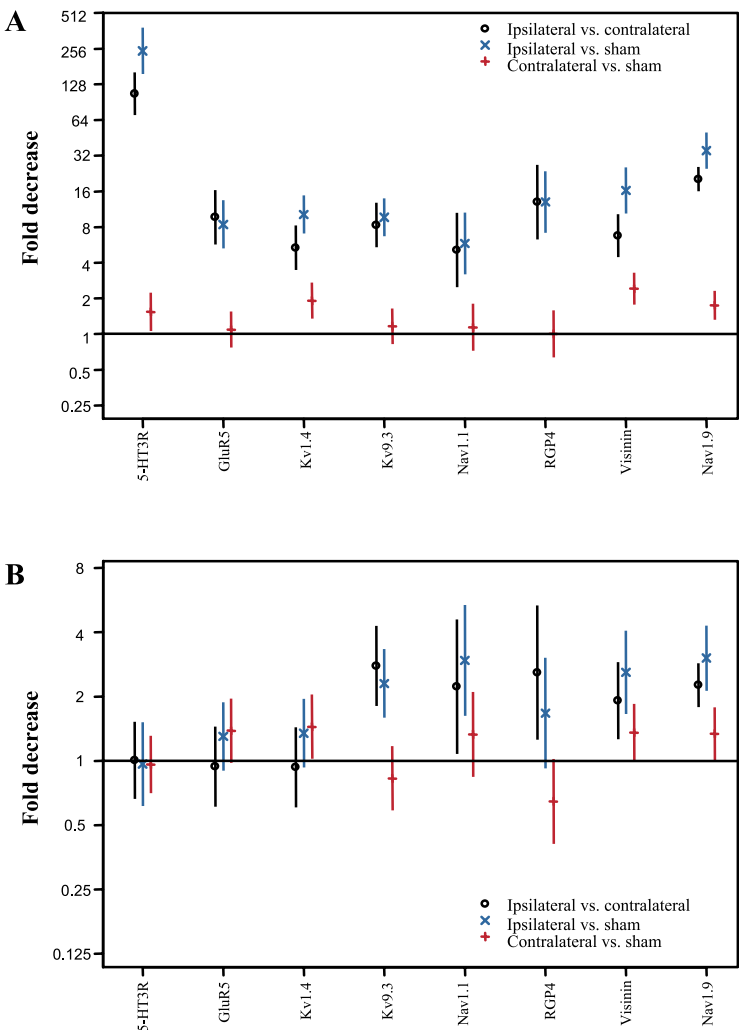 A
512
256
128
64
32
16
8
4
2
1
0.5
0.25
Fold decrease
Ipsilateral vs. contralateral
Ipsilateral vs. sham
Contralateral vs. sham
5-HT3R
GluR5
Kv1.4
Kv9.3
Nav1.1
RGP4
Visinin
Nav1.9
B
8
4
2
1
0.5
0.25
0.125
Fold decrease
Ipsilateral vs. contralateral
Ipsilateral vs. sham
Contralateral vs. sham
5-HT3R
GluR5
Kv1.4
Kv9.3
Nav1.1
RGP4
Visinin
Nav1.9